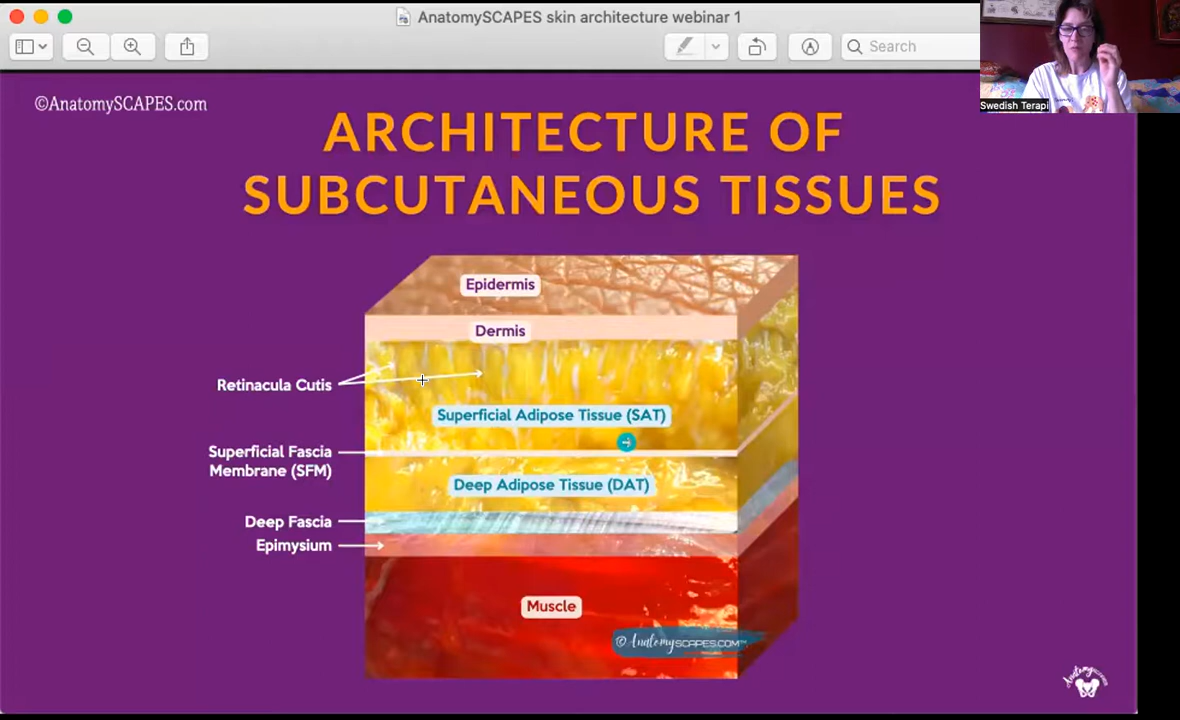 AnatomySCAPES skin architecture webinar 1
Search
Swedish Terapi
©AnatomySCAPES.com
ARCHITECTURE OF
SUBCUTANEOUS TISSUES
Epidermis
Dermis
Retinacula Cutis
Superficial Adipose Tissue (SAT)
Superficial Fascia
Membrane (SFM)
Deep Adipose Tissue (DAT)
Deep Fascia
Epimysium
Muscle
© AnatomySCAPES.COM™